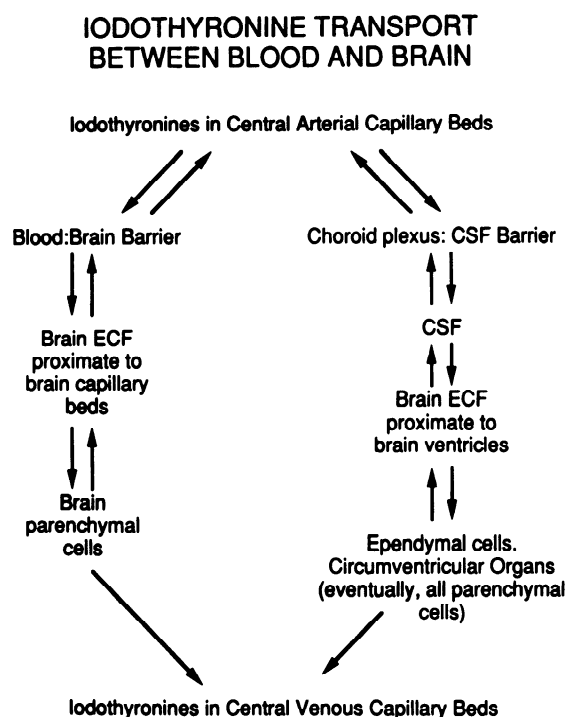 IODOTHYRONINE TRANSPORT
BETWEEN BLOOD AND BRAIN
Iodothyronines in Central Arterial Capillary Beds
Blood:Brain Barrier
Choroid plexus: CSF Barrier
Brain ECF
proximate to
brain capillary
beds
CSF
Brain ECF
proximate to
brain ventricles
Brain
parenchymal
cells
Ependymal cells.
Circumventricular Organs
(eventually, all parenchymal
cells)
Iodothyronines in Central Venous Capillary Beds